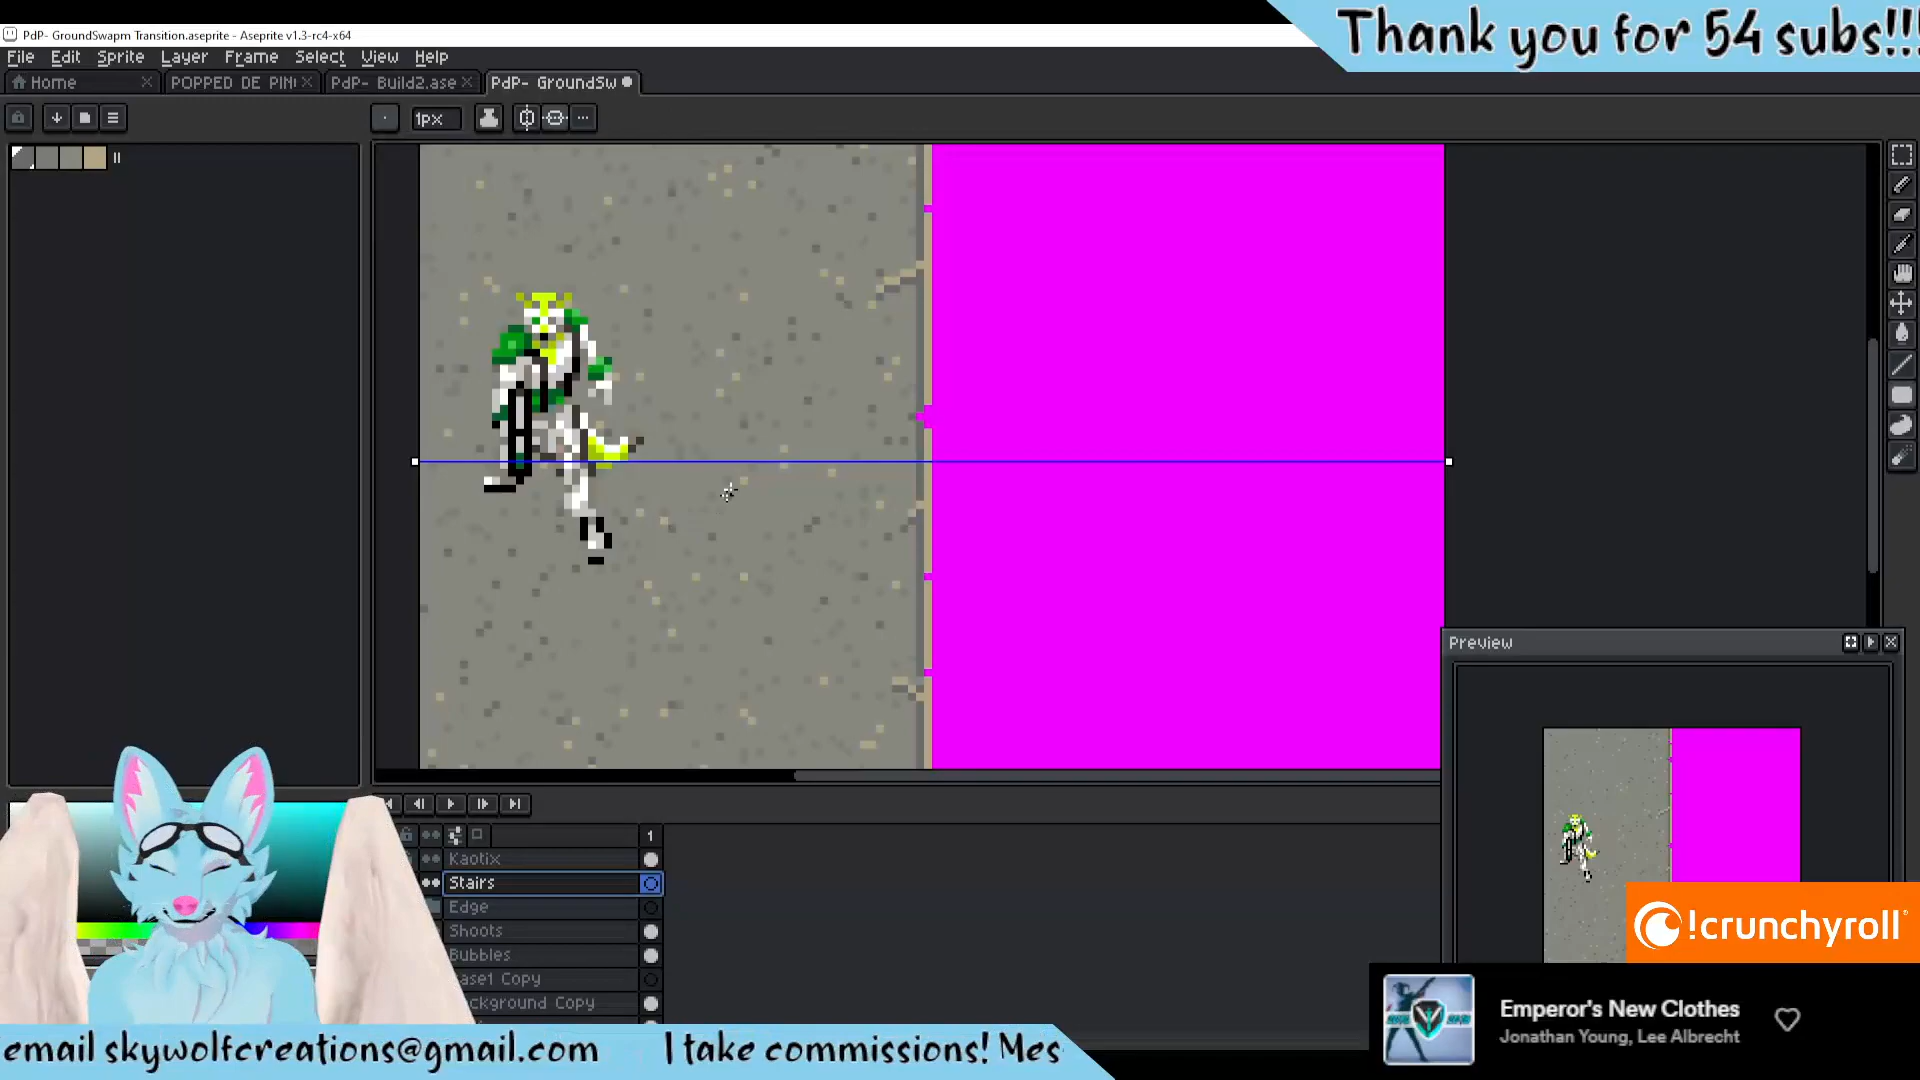 PdP- GroundSwapm Transition.aseprite - Aseprite v1.3-rc4-x64
Thank you for 54 subs!!!
File Edit Sprite Layer Frame Select View Help
Home
POPPED DE PIN
PdP- Build2.ase
PdP- GroundSw
1px
Preview
1
Kaotix
Stairs
Edge
Shoots
Bubbles
ase1 Copy
ckground Copy
!crunchyroll
Emperor's New Clothes
Jonathan Young, Lee Albrecht
email skywolfcreations@gmail.com I take commissions! Mes